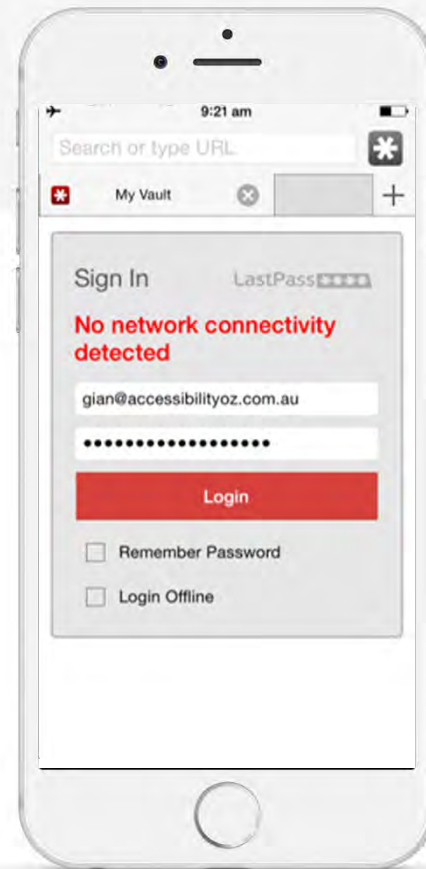 9:21 am
Search or type URL
My Vault
Sign In
LastPass
No network connectivity
detected
gian@accessibilityoz.com.au
••••••••••••••••••
Login
Remember Password
Login Offline